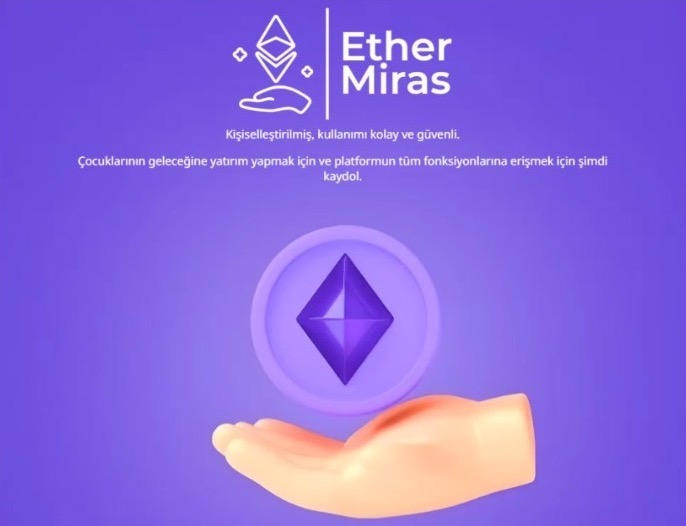 Ether
Miras
Kişiselleştirilmiş, kullanımı kolay ve güvenli.
Çocuklarının geleceğine yatırım yapmak için ve platformun tüm fonksiyonlarına erişmek için şimdi
kaydol.